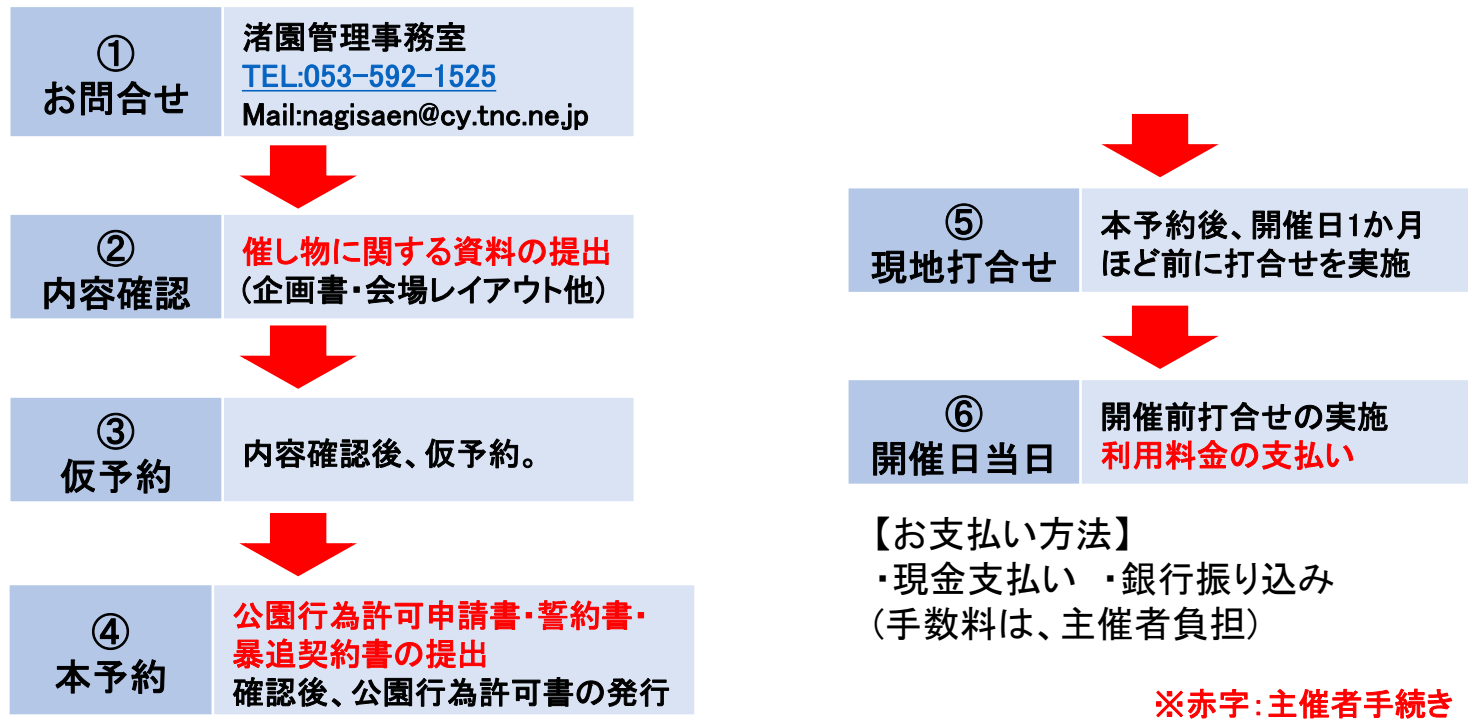 ①
お問合せ
渚園管理事務室
TEL:053-592-1525
Mail:nagisaen@cy.tnc.ne.jp
②
内容確認
催し物に関する資料の提出
(企画書・会場レイアウト他)
③
仮予約
内容確認後、仮予約。
④
本予約
公園行為許可申請書・誓約書・
暴追契約書の提出
確認後、公園行為許可書の発行
⑤
現地打合せ
本予約後、開催日1か月
ほど前に打合せを実施
⑥
開催日当日
開催前打合せの実施
利用料金の支払い
【お支払い方法】
・現金支払い ・銀行振り込み
(手数料は、主催者負担)
※赤字:主催者手続き